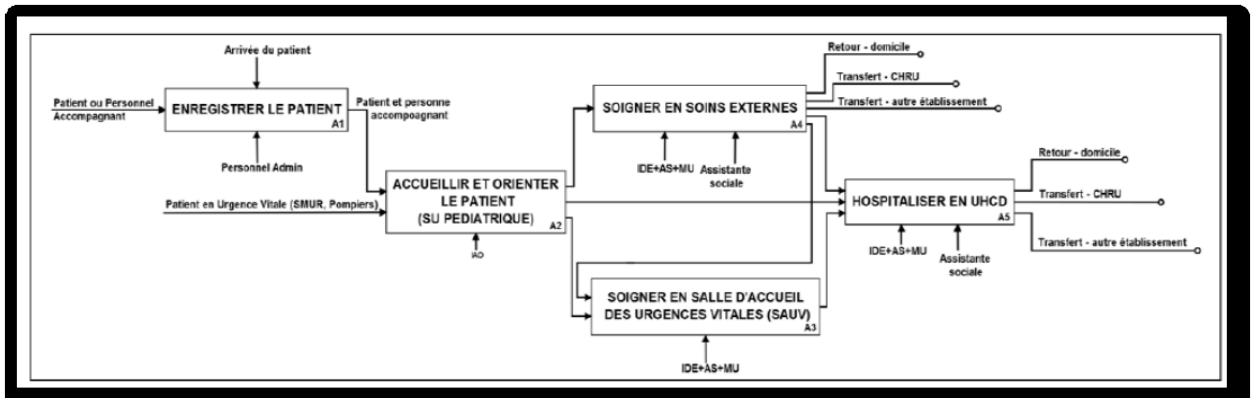 Arrivée du patient
Patient ou Personnel
Accompagnant
ENREGISTRER LE PATIENT
A1
Patient et personne
accompoagnant
Personnel Admin
Patient en Urgence Vitale (SMUR, Pompiers)
ACCUEILLIR ET ORIENTER
LE PATIENT
(SU PEDIATRIQUE)
A2
IAO
SOIGNER EN SOINS EXTERNES
A4
IDE+AS+MU
Assistante
sociale
Retour - domicile
Transfert - CHRU
Transfert - autre établissement
SOIGNER EN SALLE D'ACCUEIL
DES URGENCES VITALES (SAUV)
A3
IDE+AS+MU
HOSPITALISER EN UHCD
A5
IDE+AS+MU
Assistante
sociale
Retour - domicile
Transfert - CHRU
Transfert - autre établissement